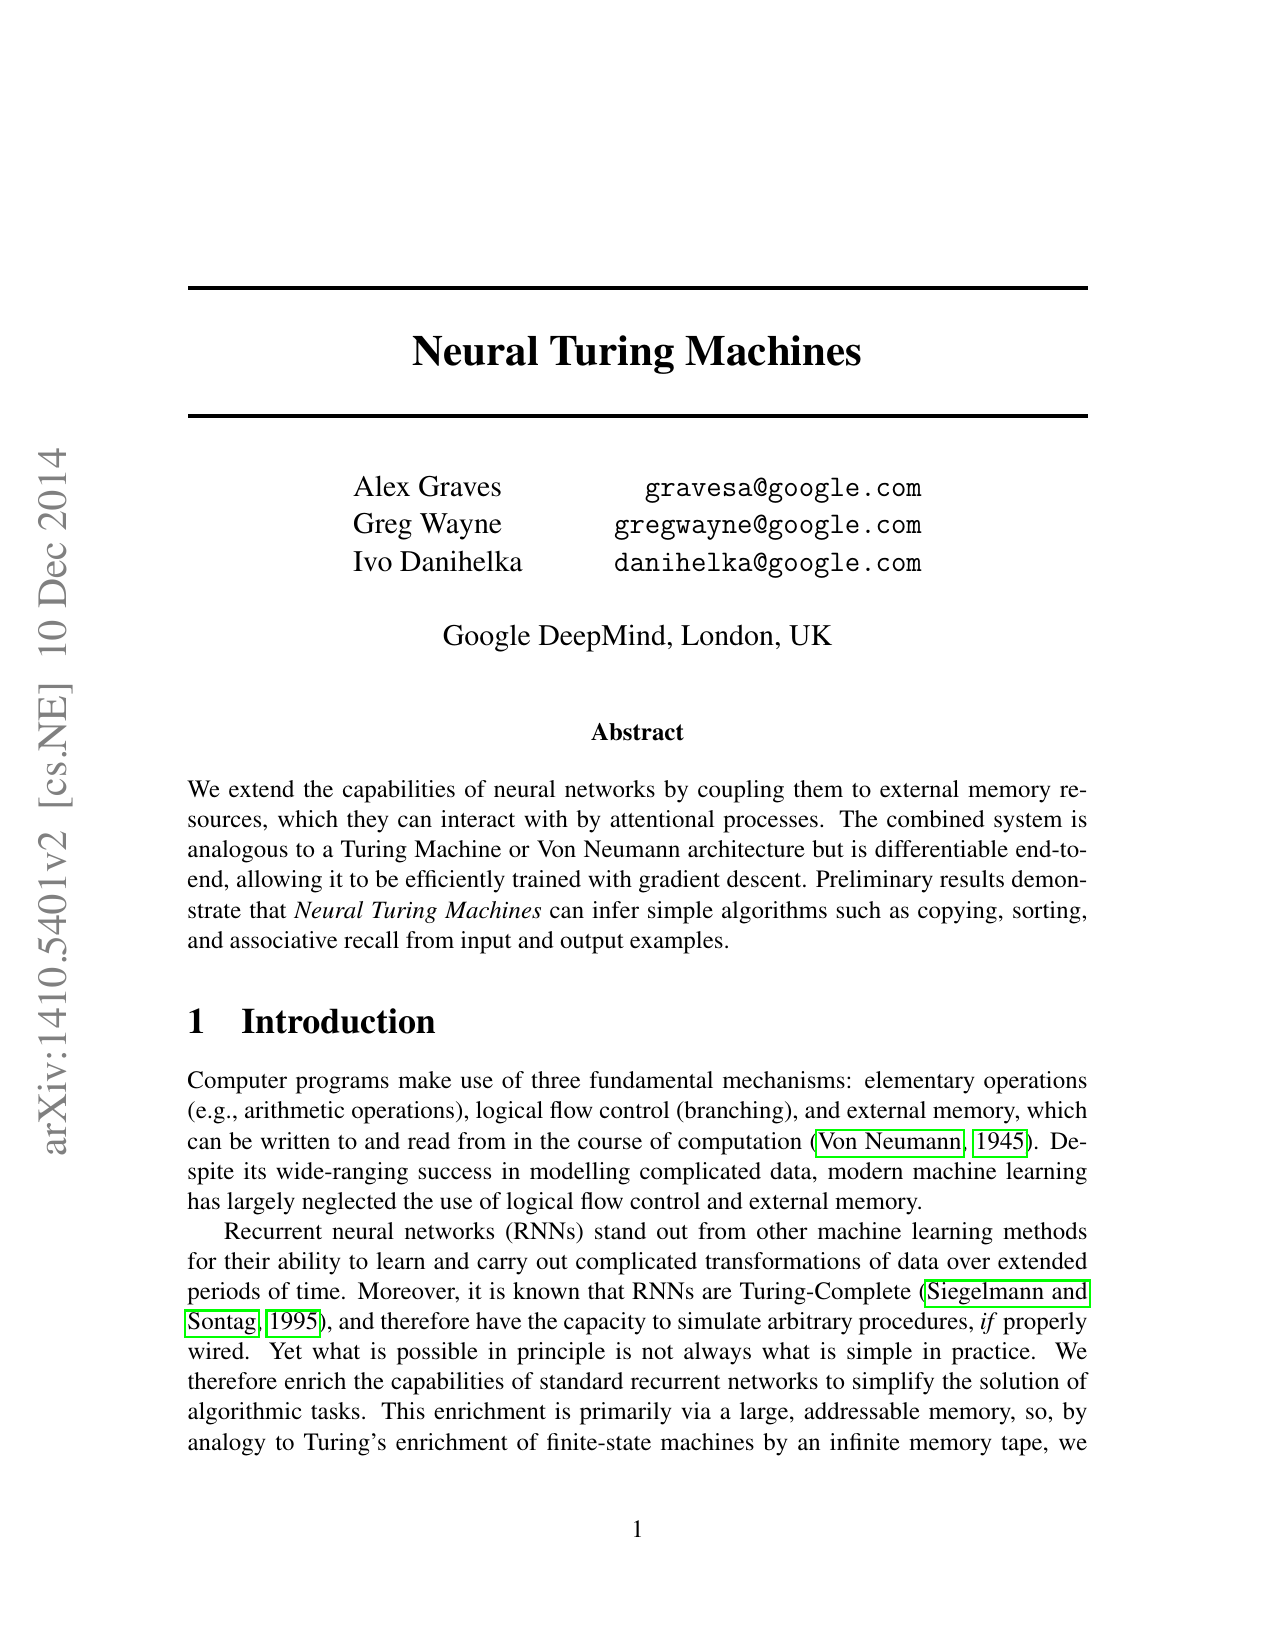 arXiv:1410.5401v2 [cs.NE] 10 Dec 2014
Neural Turing Machines
Alex Graves gravesa@google.com
Greg Wayne gregwayne@google.com
Ivo Danihelka danihelka@google.com
Google DeepMind, London, UK
Abstract
We extend the capabilities of neural networks by coupling them to external memory re-
sources, which they can interact with by attentional processes. The combined system is
analogous to a Turing Machine or Von Neumann architecture but is differentiable end-to-
end, allowing it to be efficiently trained with gradient descent. Preliminary results demon-
strate that Neural Turing Machines can infer simple algorithms such as copying, sorting,
and associative recall from input and output examples.
1 Introduction
Computer programs make use of three fundamental mechanisms: elementary operations
(e.g., arithmetic operations), logical flow control (branching), and external memory, which
can be written to and read from in the course of computation (Von Neumann, 1945). De-
spite its wide-ranging success in modelling complicated data, modern machine learning
has largely neglected the use of logical flow control and external memory.
Recurrent neural networks (RNNs) stand out from other machine learning methods
for their ability to learn and carry out complicated transformations of data over extended
periods of time. Moreover, it is known that RNNs are Turing-Complete (Siegelmann and
Sontag, 1995), and therefore have the capacity to simulate arbitrary procedures, if properly
wired. Yet what is possible in principle is not always what is simple in practice. We
therefore enrich the capabilities of standard recurrent networks to simplify the solution of
algorithmic tasks. This enrichment is primarily via a large, addressable memory, so, by
analogy to Turing's enrichment of finite-state machines by an infinite memory tape, we
1